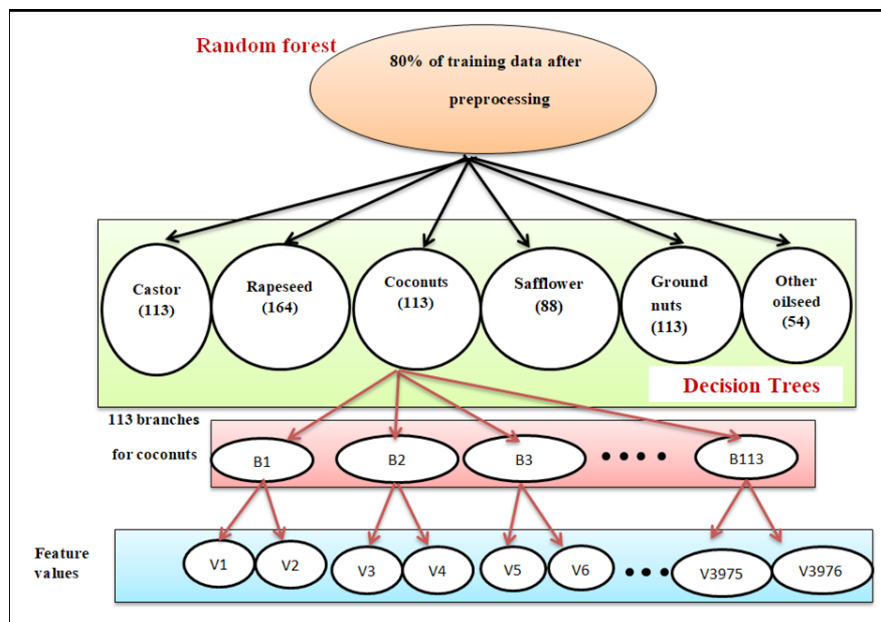 Random forest
80% of training data after
preprocessing
Castor
(113)
Rapeseed
(164)
Coconuts
(113)
Safflower
(88)
Ground
nuts
(113)
Other
oilseed
(54)
Decision Trees
113 branches
for coconuts
B1
B2
B3
B113
Feature
values
V1
V2
V3
V4
V5
V6
V3975
V3976